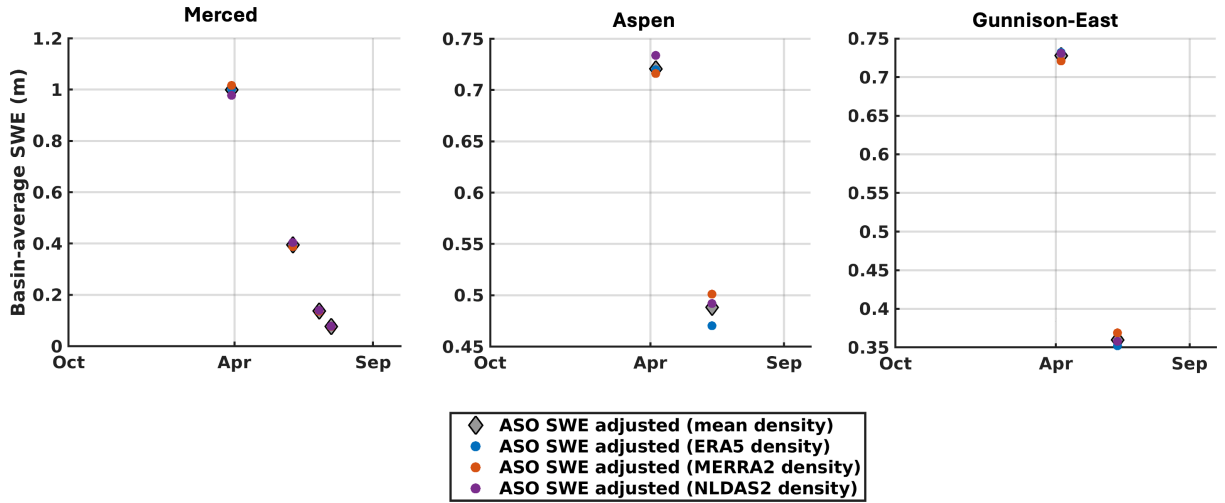 Merced
Aspen
Gunnison-East
Basin-average SWE (m)
1.2
1
0.8
0.6
0.4
0.2
0
Oct
Apr
Sep
0.75
0.7
0.65
0.6
0.55
0.5
0.45
Oct
Apr
Sep
0.75
0.7
0.65
0.6
0.55
0.5
0.45
0.4
0.35
Oct
Apr
Sep
ASO SWE adjusted (mean density)
ASO SWE adjusted (ERA5 density)
ASO SWE adjusted (MERRA2 density)
ASO SWE adjusted (NLDAS2 density)